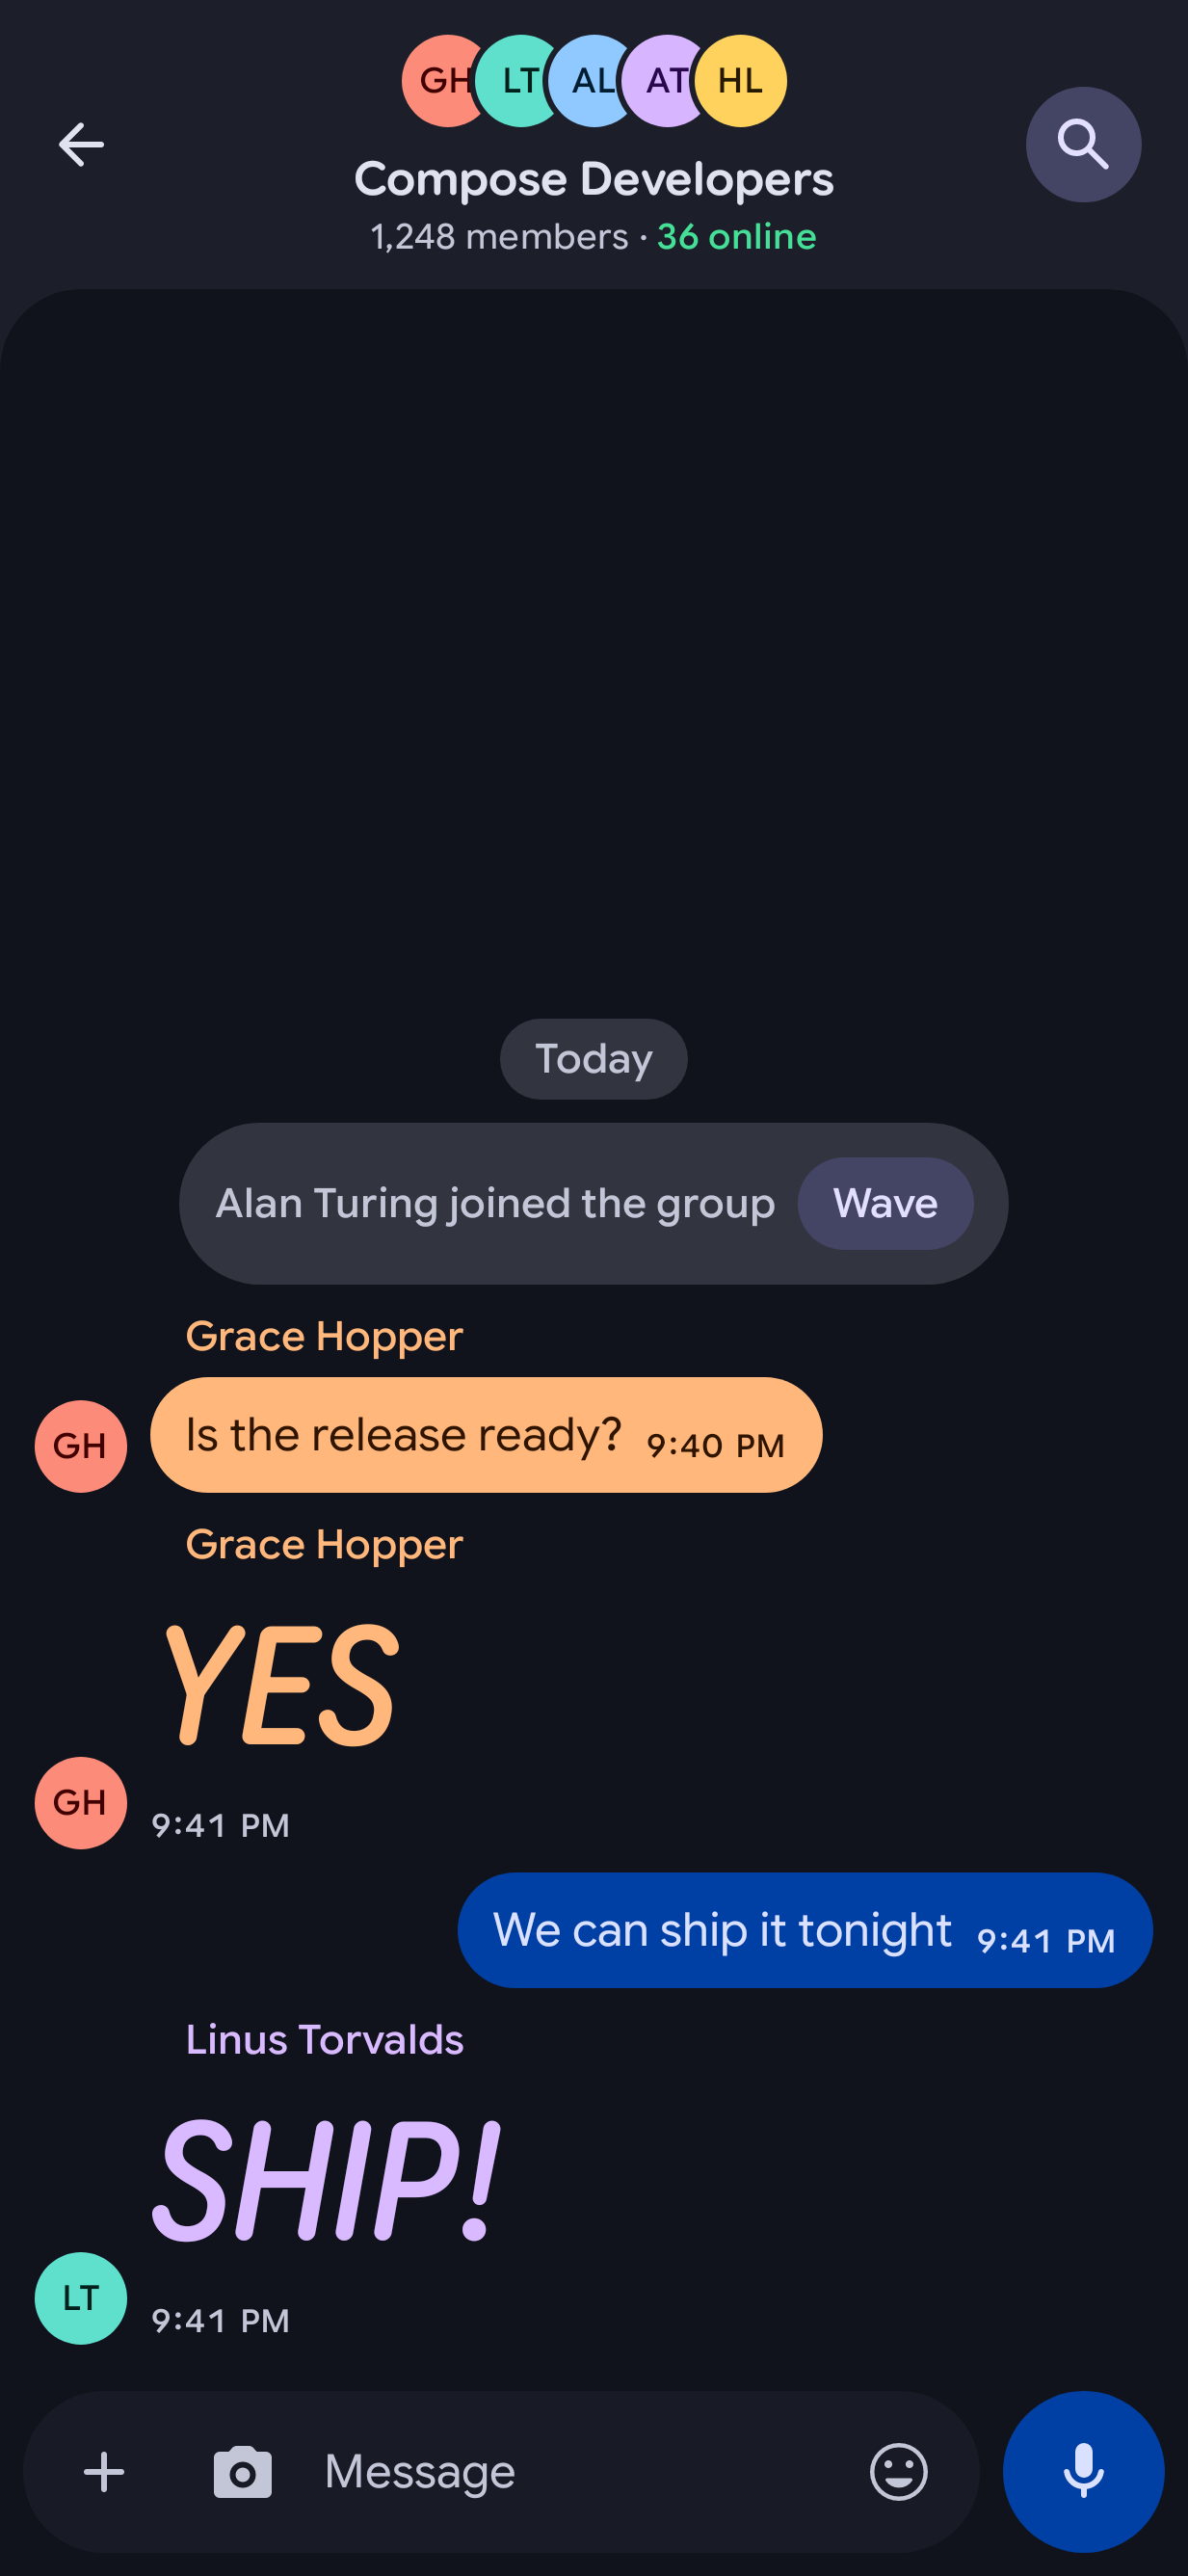 GH LT AL AT HL
Compose Developers
1,248 members · 36 online
Today
Alan Turing joined the group Wave
Grace Hopper
GH Is the release ready? 9:40 PM
Grace Hopper
YES
GH 9:41 PM
We can ship it tonight 9:41 PM
Linus Torvalds
SHIP!
LT 9:41 PM
Message